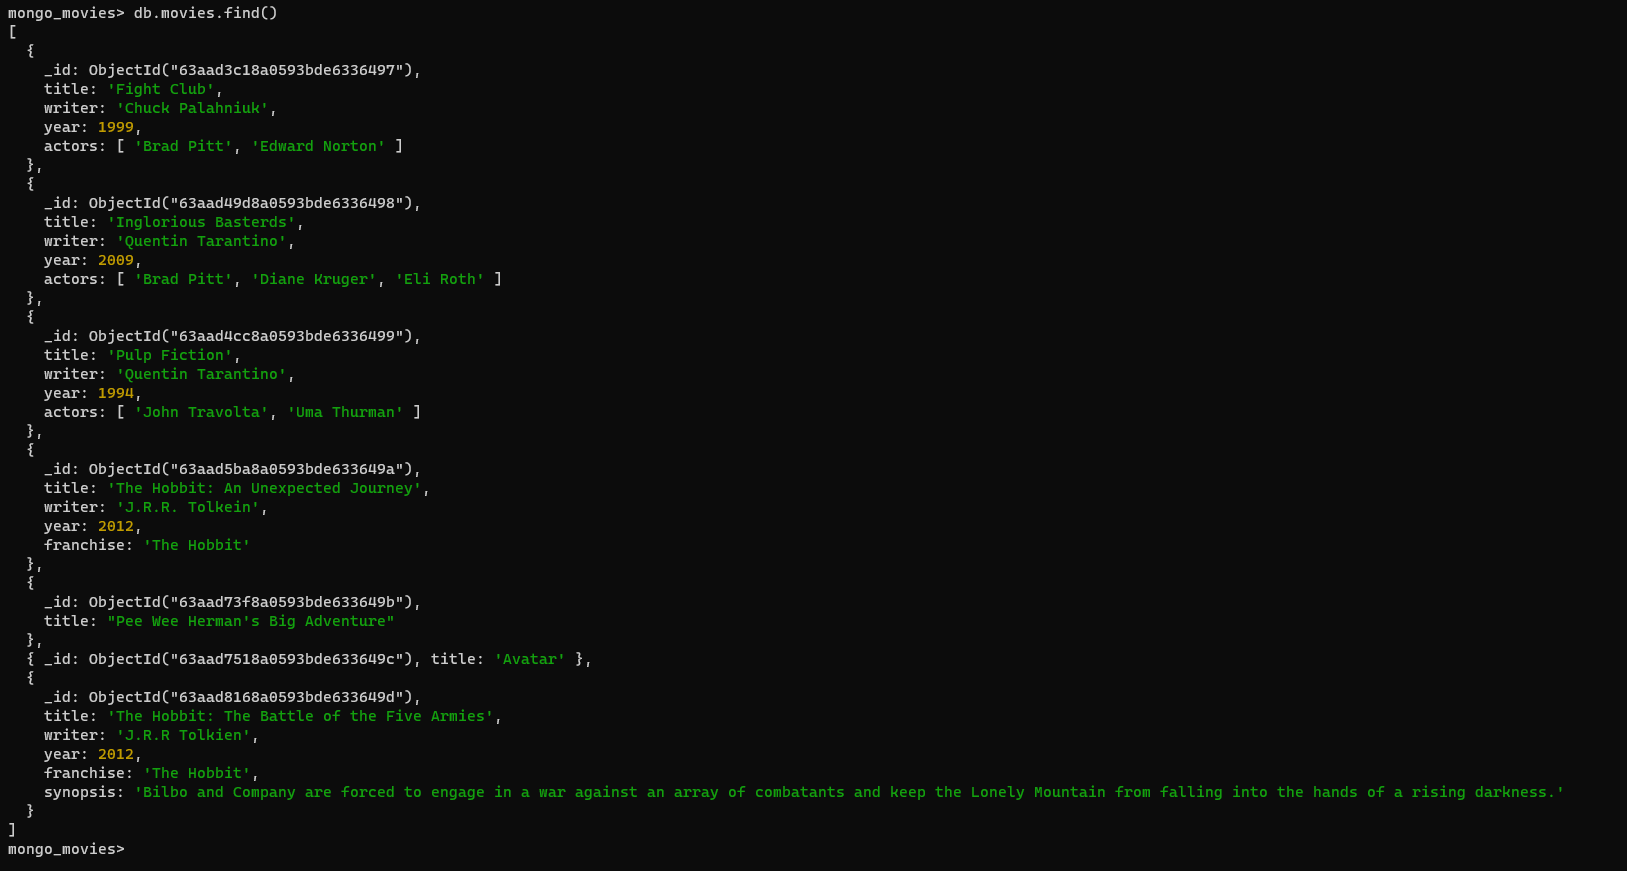 mongo_movies> db.movies.find()
[
  {
    _id: ObjectId("63aad3c18a0593bde6336497"),
    title: 'Fight Club',
    writer: 'Chuck Palahniuk',
    year: 1999,
    actors: [ 'Brad Pitt', 'Edward Norton' ]
  },
  {
    _id: ObjectId("63aad49d8a0593bde6336498"),
    title: 'Inglorious Basterds',
    writer: 'Quentin Tarantino',
    year: 2009,
    actors: [ 'Brad Pitt', 'Diane Kruger', 'Eli Roth' ]
  },
  {
    _id: ObjectId("63aad4cc8a0593bde6336499"),
    title: 'Pulp Fiction',
    writer: 'Quentin Tarantino',
    year: 1994,
    actors: [ 'John Travolta', 'Uma Thurman' ]
  },
  {
    _id: ObjectId("63aad5ba8a0593bde633649a"),
    title: 'The Hobbit: An Unexpected Journey',
    writer: 'J.R.R. Tolkein',
    year: 2012,
    franchise: 'The Hobbit'
  },
  {
    _id: ObjectId("63aad73f8a0593bde633649b"),
    title: "Pee Wee Herman's Big Adventure"
  },
  { _id: ObjectId("63aad7518a0593bde633649c"), title: 'Avatar' },
  {
    _id: ObjectId("63aad8168a0593bde633649d"),
    title: 'The Hobbit: The Battle of the Five Armies',
    writer: 'J.R.R Tolkien',
    year: 2012,
    franchise: 'The Hobbit',
    synopsis: 'Bilbo and Company are forced to engage in a war against an array of combatants and keep the Lonely Mountain from falling into the hands of a rising darkness.'
  }
]
mongo_movies>